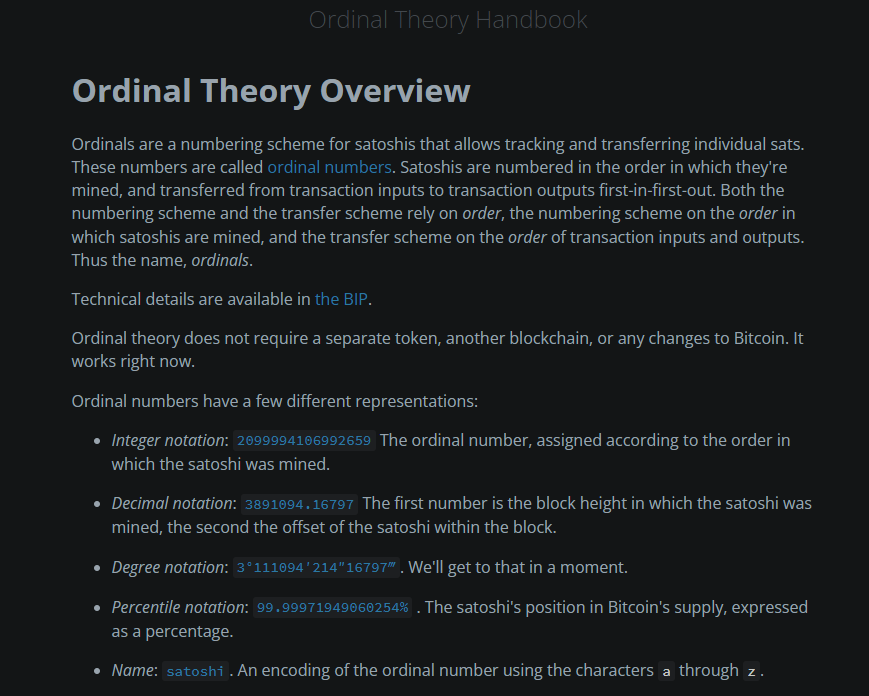 Ordinal Theory Handbook
Ordinal Theory Overview
Ordinals are a numbering scheme for satoshis that allows tracking and transferring individual sats.
These numbers are called ordinal numbers. Satoshis are numbered in the order in which they're
mined, and transferred from transaction inputs to transaction outputs first-in-first-out. Both the
numbering scheme and the transfer scheme rely on order, the numbering scheme on the order in
which satoshis are mined, and the transfer scheme on the order of transaction inputs and outputs.
Thus the name, ordinals.
Technical details are available in the BIP.
Ordinal theory does not require a separate token, another blockchain, or any changes to Bitcoin. It
works right now.
Ordinal numbers have a few different representations:
• Integer notation: 2099994106992659 The ordinal number, assigned according to the order in
which the satoshi was mined.
• Decimal notation: 3891094.16797 The first number is the block height in which the satoshi was
mined, the second the offset of the satoshi within the block.
• Degree notation: 3°111094′214″16797‴. We'll get to that in a moment.
• Percentile notation: 99.99971949060254% . The satoshi's position in Bitcoin's supply, expressed
as a percentage.
• Name: satoshi. An encoding of the ordinal number using the characters a through z.